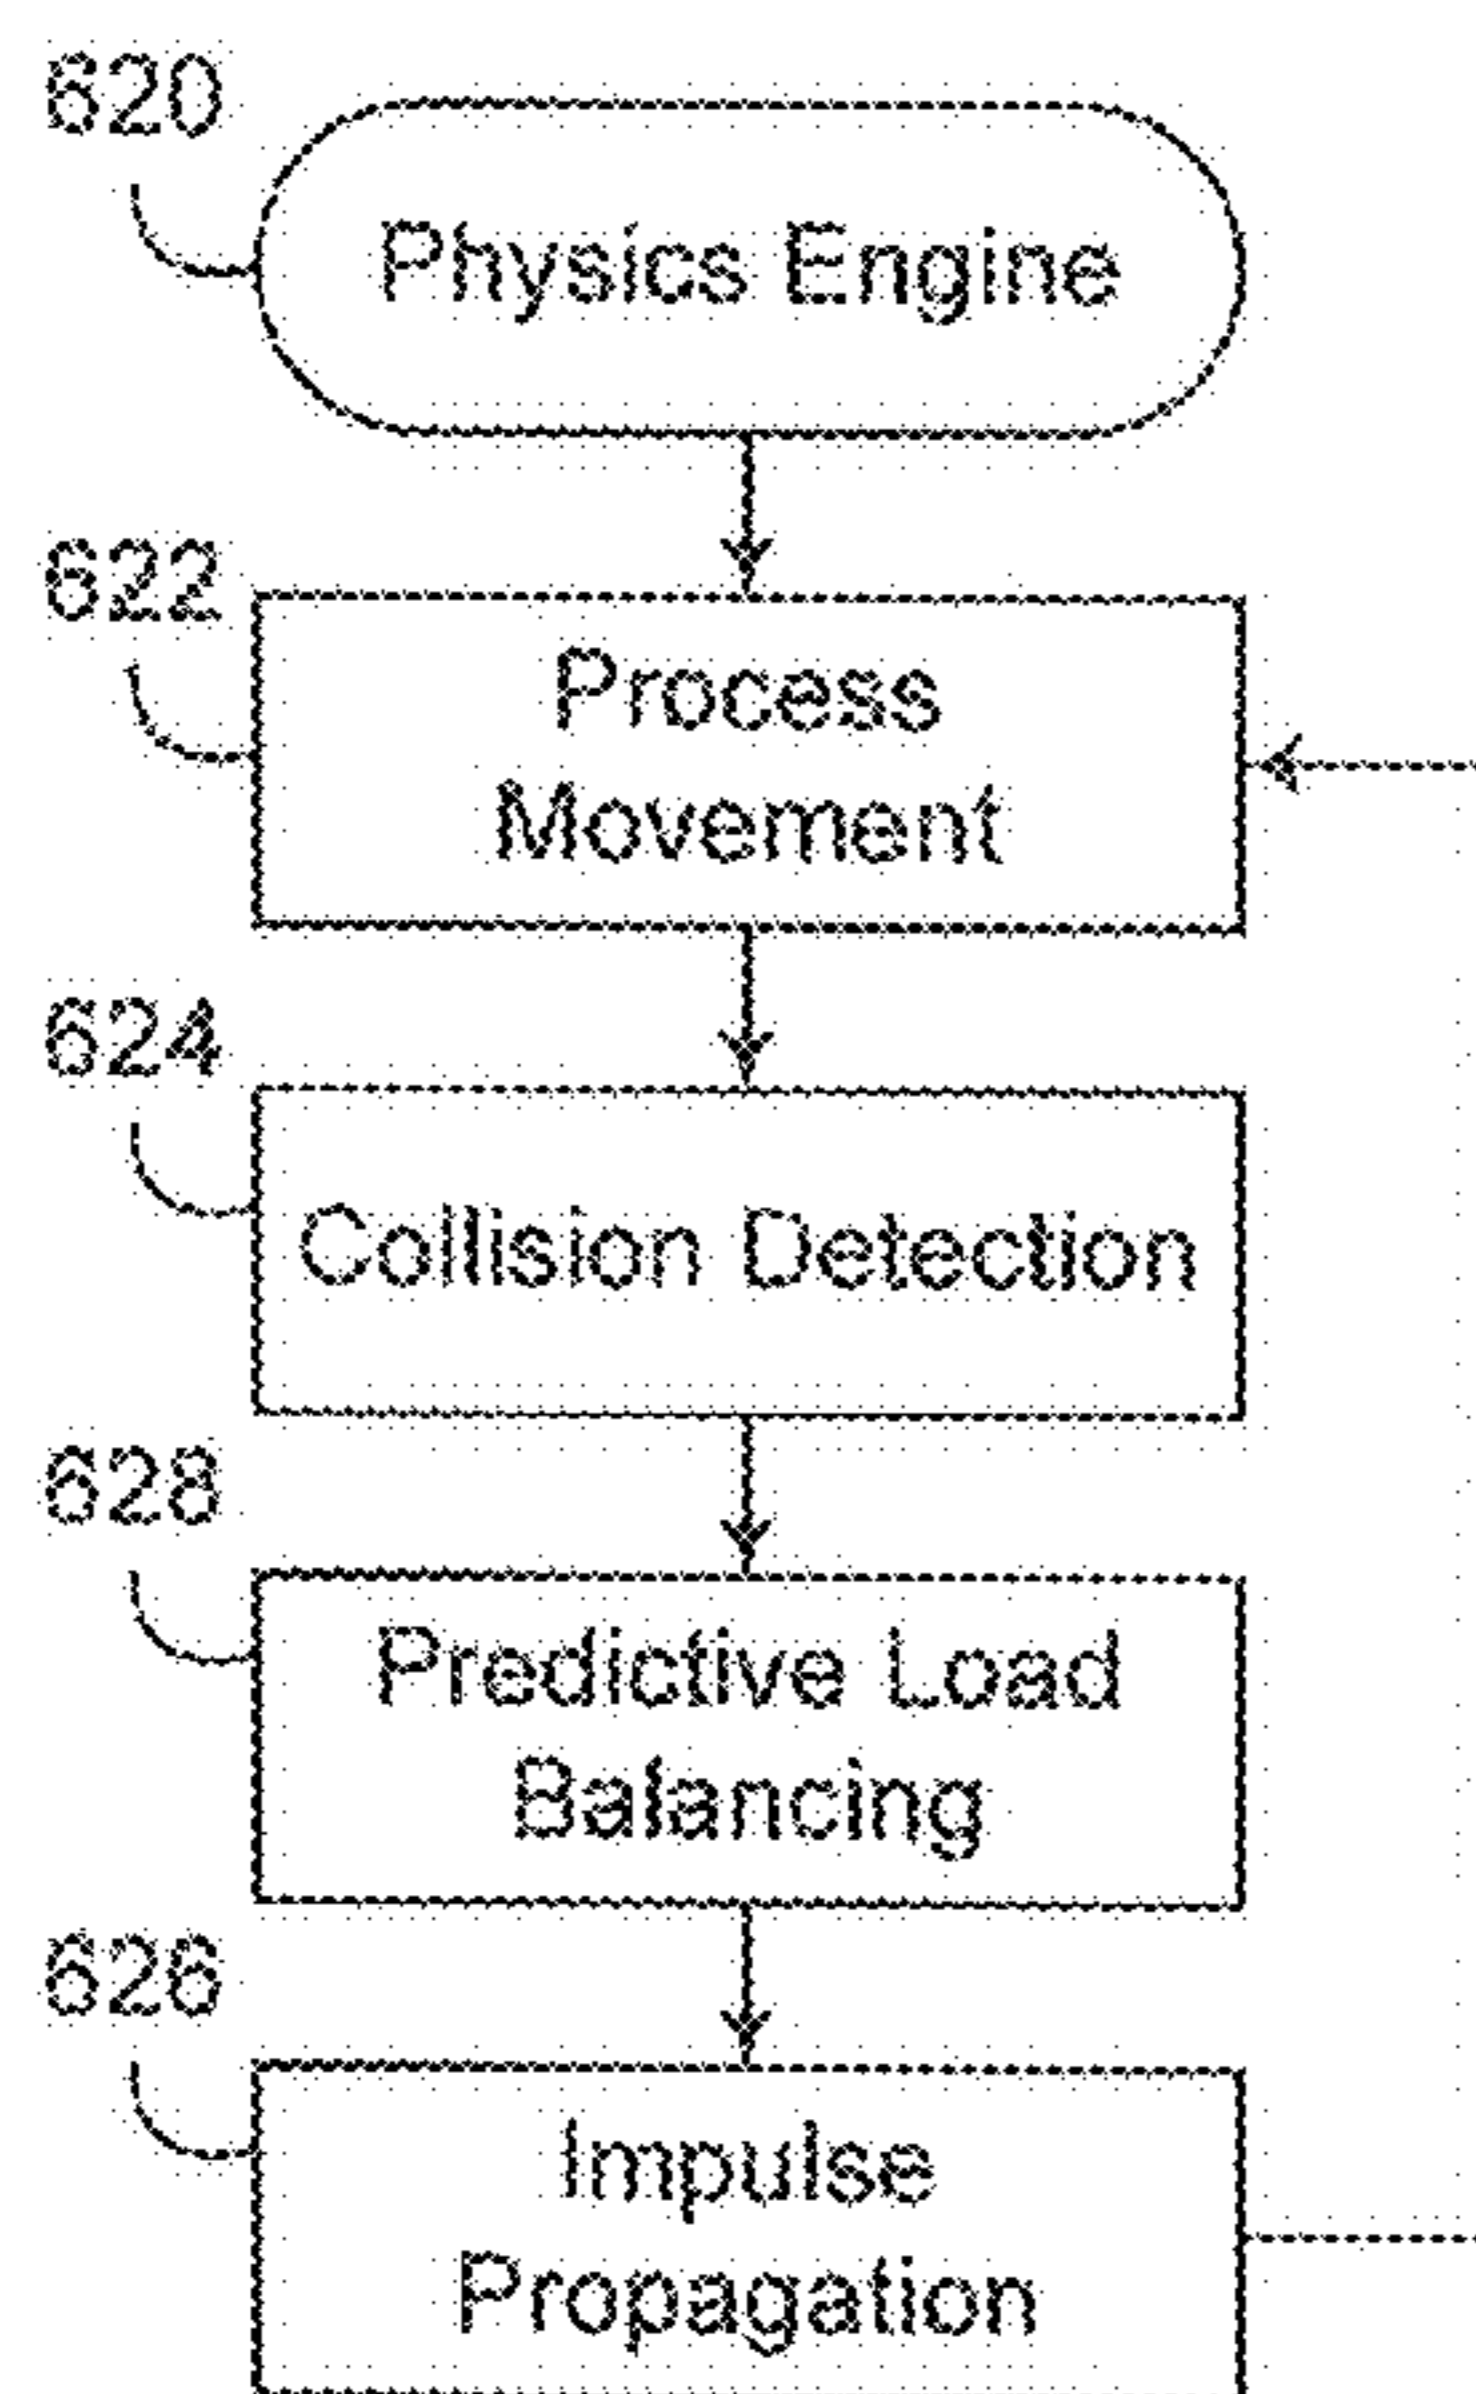 620
Physics Engine
622
Process
Movement
624
Collision Detection
628
Predictive Load
Balancing
626
Impulse
Propagation